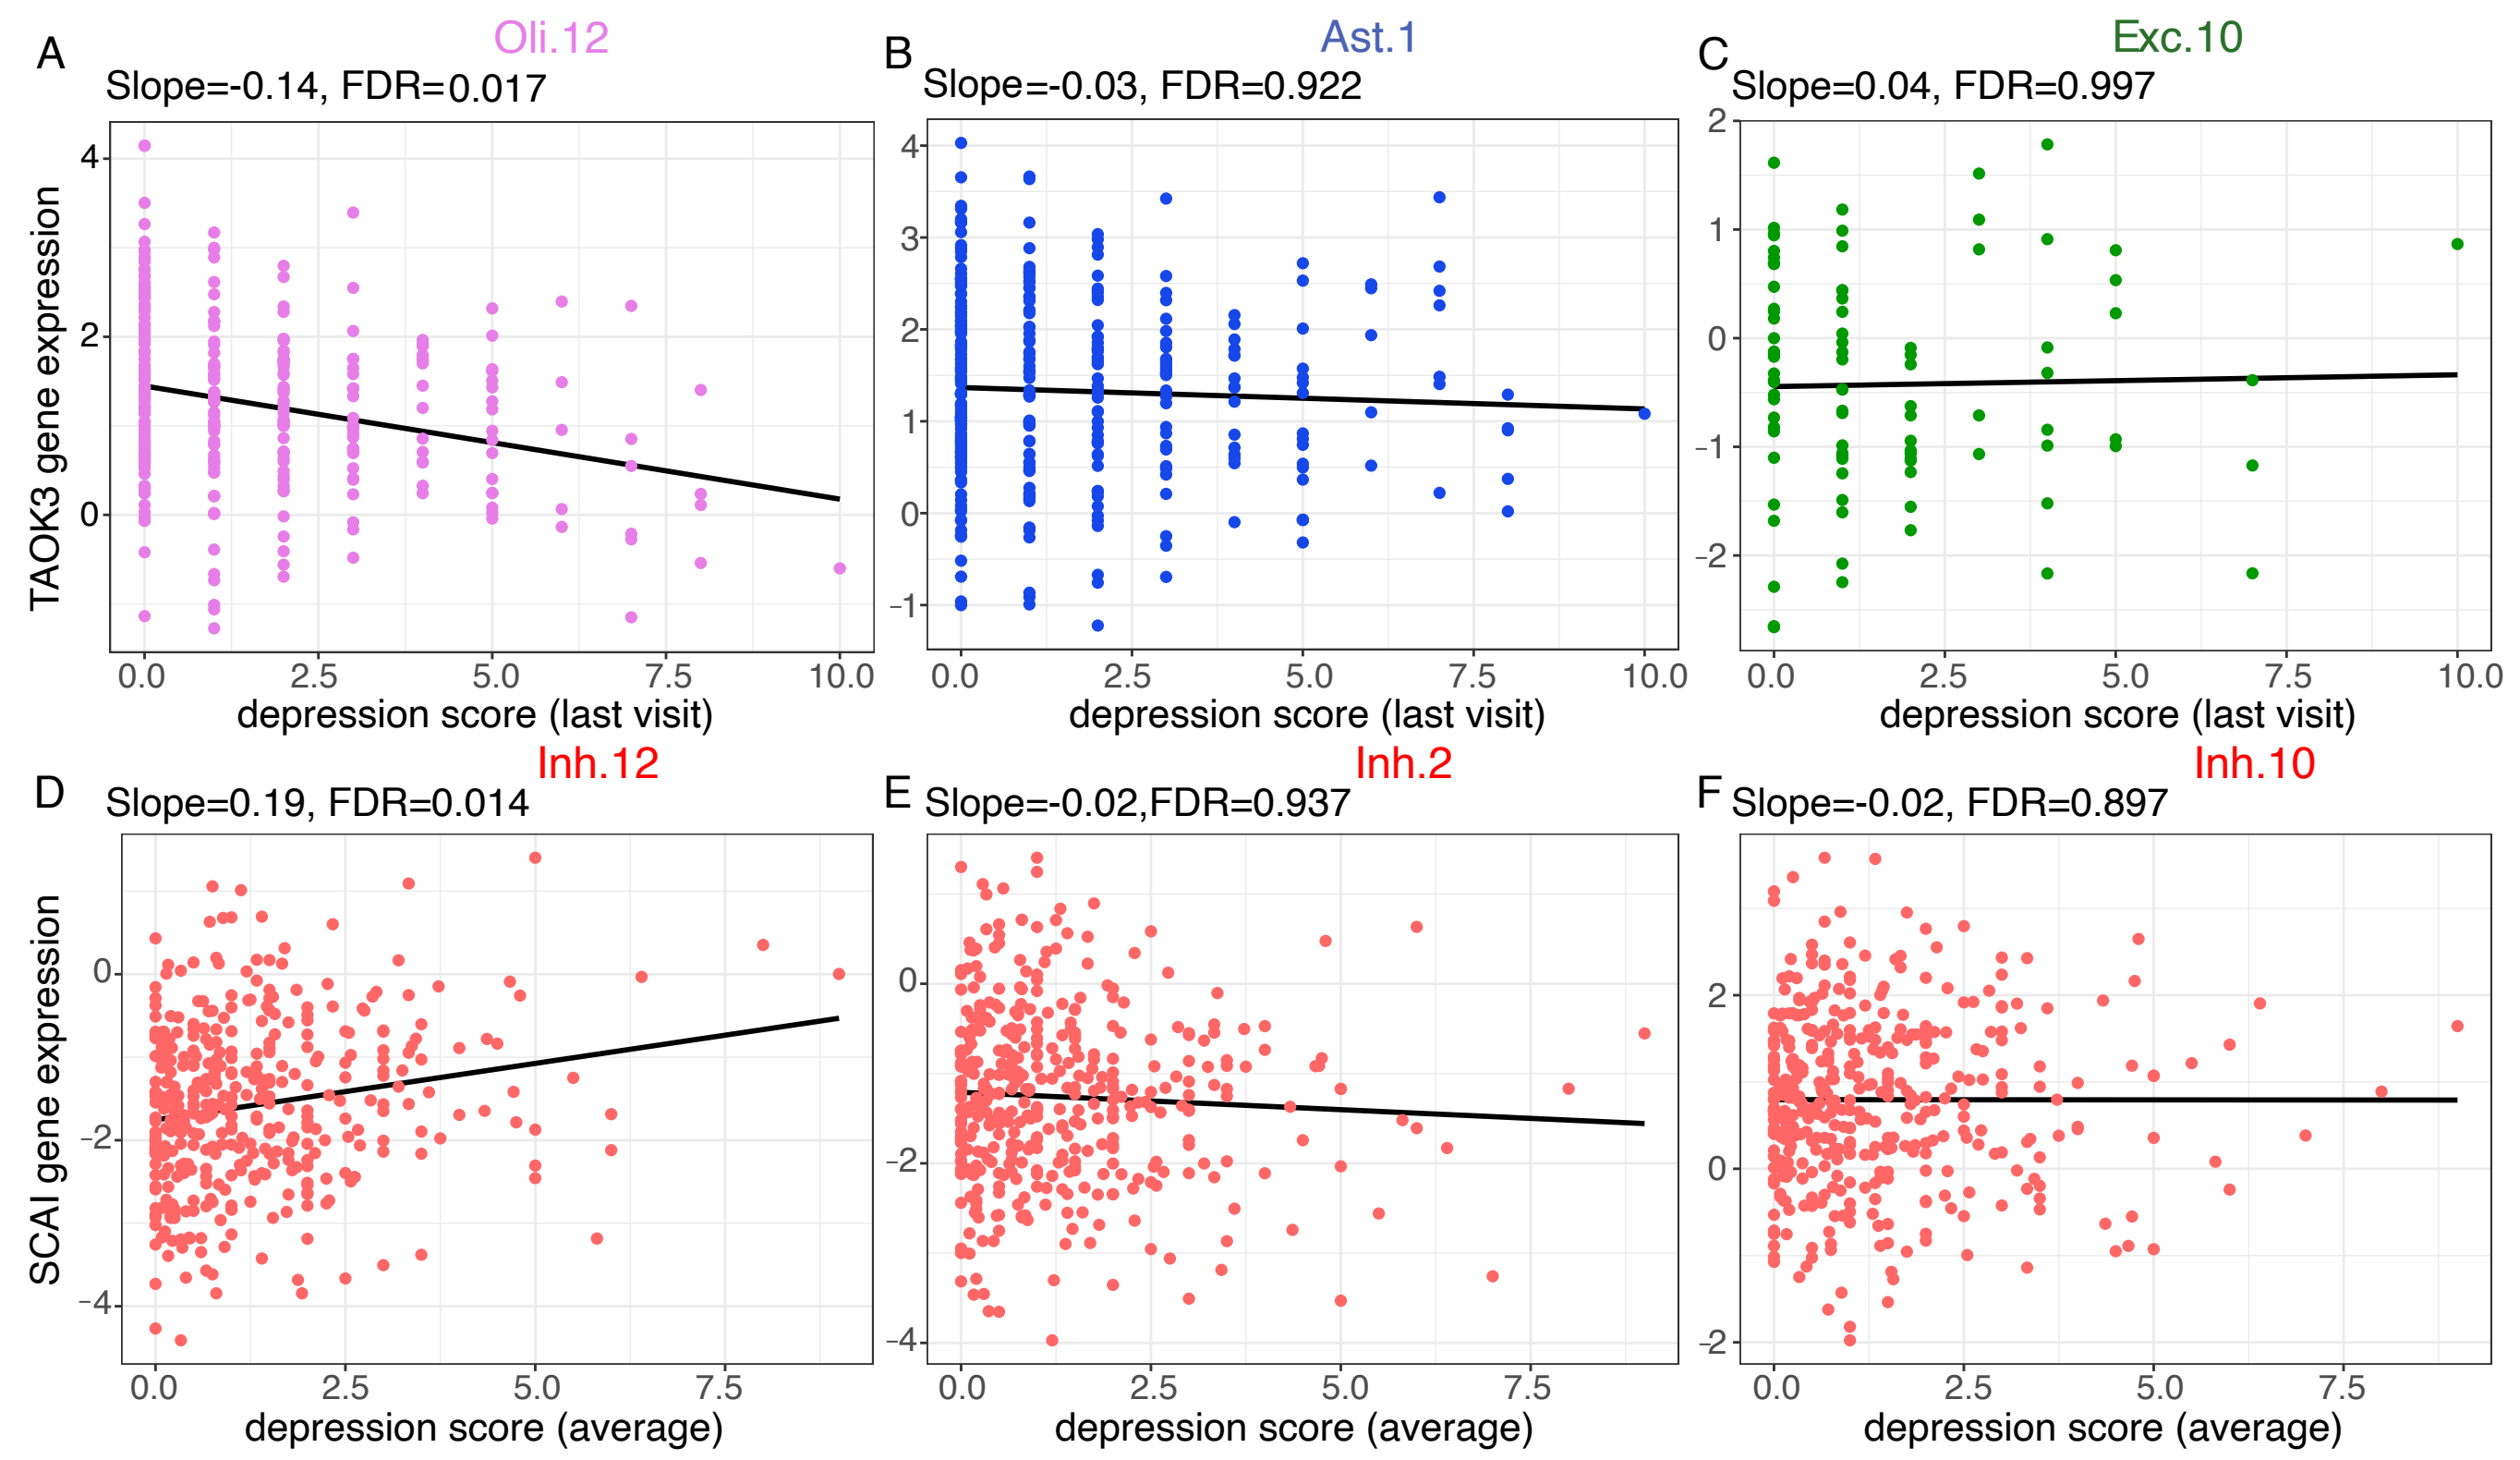 A
Oli.12
Slope=-0.14, FDR=0.017
TAOK3 gene expression
4
2
0
0.0 2.5 5.0 7.5 10.0
depression score (last visit)
B
Ast.1
Slope=-0.03, FDR=0.922
4
3
2
1
0
−1
0.0 2.5 5.0 7.5 10.0
depression score (last visit)
C
Exc.10
Slope=0.04, FDR=0.997
2
1
0
−1
−2
0.0 2.5 5.0 7.5 10.0
depression score (last visit)
D
Inh.12
Slope=0.19, FDR=0.014
SCAI gene expression
0
−2
−4
0.0 2.5 5.0 7.5
depression score (average)
E
Inh.2
Slope=-0.02,FDR=0.937
0
−2
−4
0.0 2.5 5.0 7.5
depression score (average)
F
Inh.10
Slope=-0.02, FDR=0.897
2
0
−2
0.0 2.5 5.0 7.5
depression score (average)